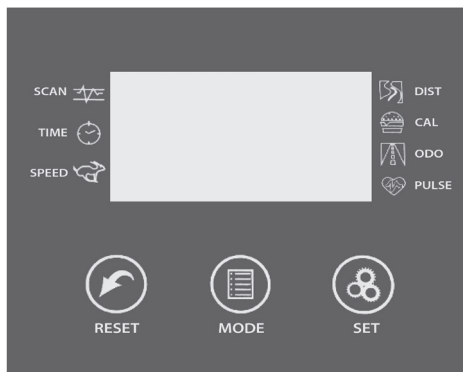 SCAN
TIME
SPEED
DIST
CAL
ODO
PULSE
RESET
MODE
SET